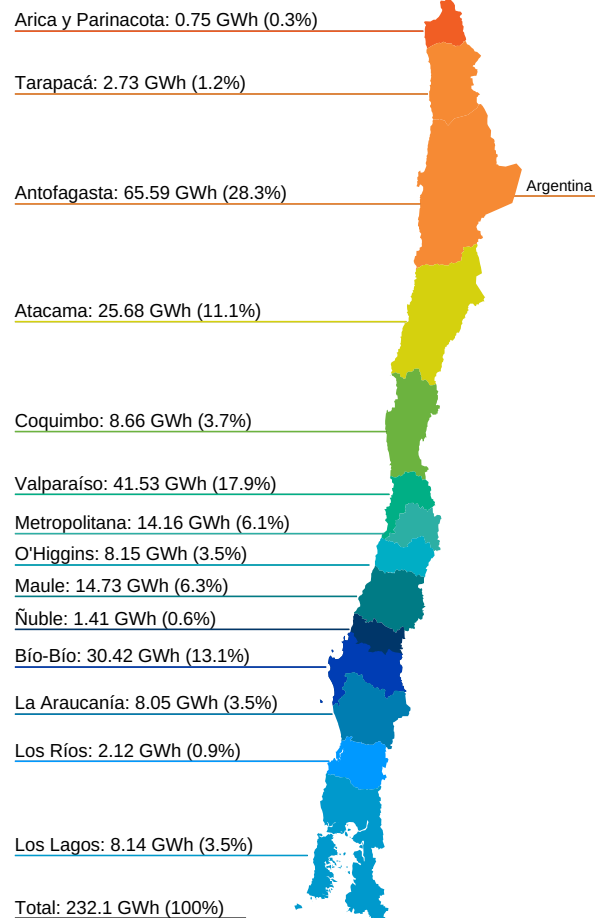 Arica y Parinacota: 0.75 GWh (0.3%)
Tarapacá: 2.73 GWh (1.2%)
Antofagasta: 65.59 GWh (28.3%)
Argentina
Atacama: 25.68 GWh (11.1%)
Coquimbo: 8.66 GWh (3.7%)
Valparaíso: 41.53 GWh (17.9%)
Metropolitana: 14.16 GWh (6.1%)
O'Higgins: 8.15 GWh (3.5%)
Maule: 14.73 GWh (6.3%)
Ñuble: 1.41 GWh (0.6%)
Bío-Bío: 30.42 GWh (13.1%)
La Araucanía: 8.05 GWh (3.5%)
Los Ríos: 2.12 GWh (0.9%)
Los Lagos: 8.14 GWh (3.5%)
Total: 232.1 GWh (100%)